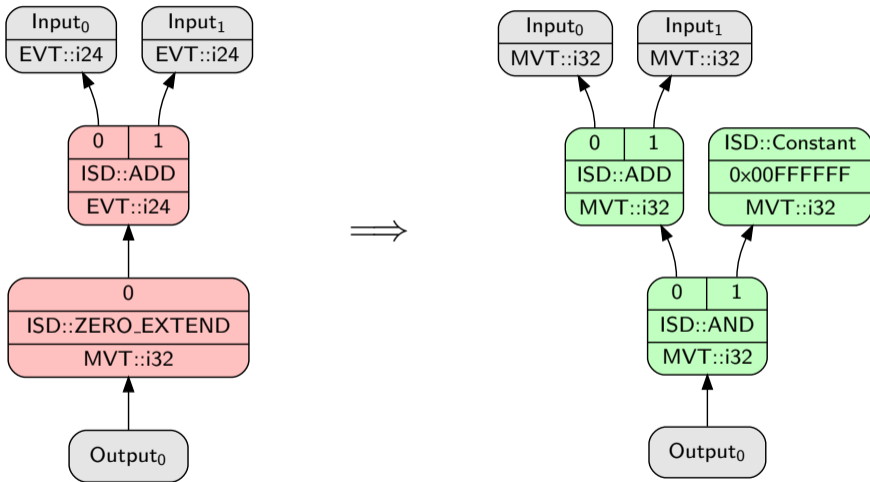 Input₀
EVT::i24
Input₁
EVT::i24
0 1
ISD::ADD
EVT::i24
0
ISD::ZERO_EXTEND
MVT::i32
Output₀
⟹
Input₀
MVT::i32
Input₁
MVT::i32
0 1
ISD::ADD
MVT::i32
ISD::Constant
0x00FFFFFF
MVT::i32
0 1
ISD::AND
MVT::i32
Output₀